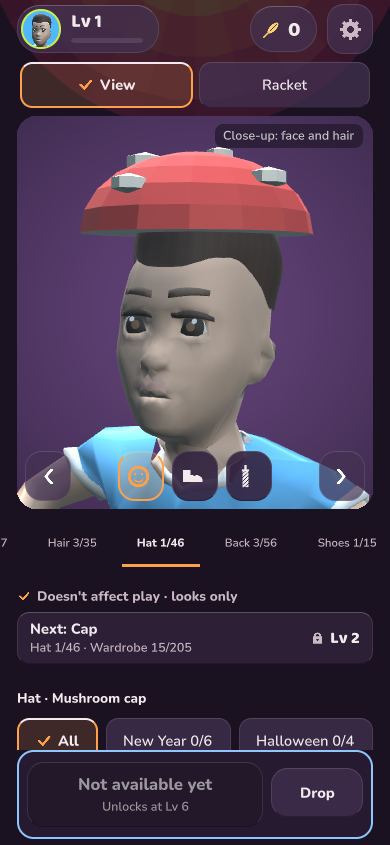 Lv 1
0
View
Racket
Close-up: face and hair
7
Hair 3/35
Hat 1/46
Back 3/56
Shoes 1/15
Doesn't affect play · looks only
Next: Cap
Hat 1/46 · Wardrobe 15/205
Lv 2
Hat · Mushroom cap
All
New Year 0/6
Halloween 0/4
Not available yet
Unlocks at Lv 6
Drop